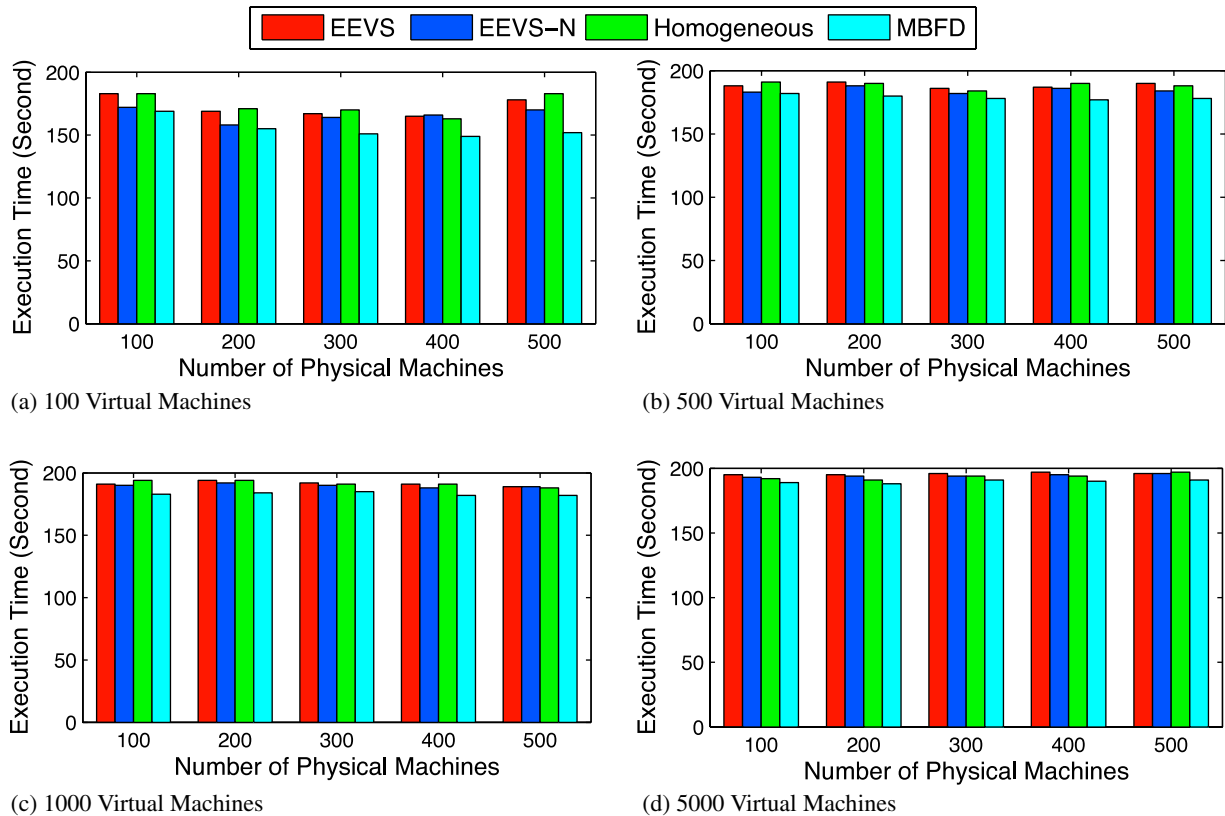 EEVS EEVS-N Homogeneous MBFD
Execution Time (Second)
200
150
100
50
0
100 200 300 400 500
Number of Physical Machines
(a) 100 Virtual Machines
Execution Time (Second)
200
150
100
50
0
100 200 300 400 500
Number of Physical Machines
(b) 500 Virtual Machines
Execution Time (Second)
200
150
100
50
0
100 200 300 400 500
Number of Physical Machines
(c) 1000 Virtual Machines
Execution Time (Second)
200
150
100
50
0
100 200 300 400 500
Number of Physical Machines
(d) 5000 Virtual Machines